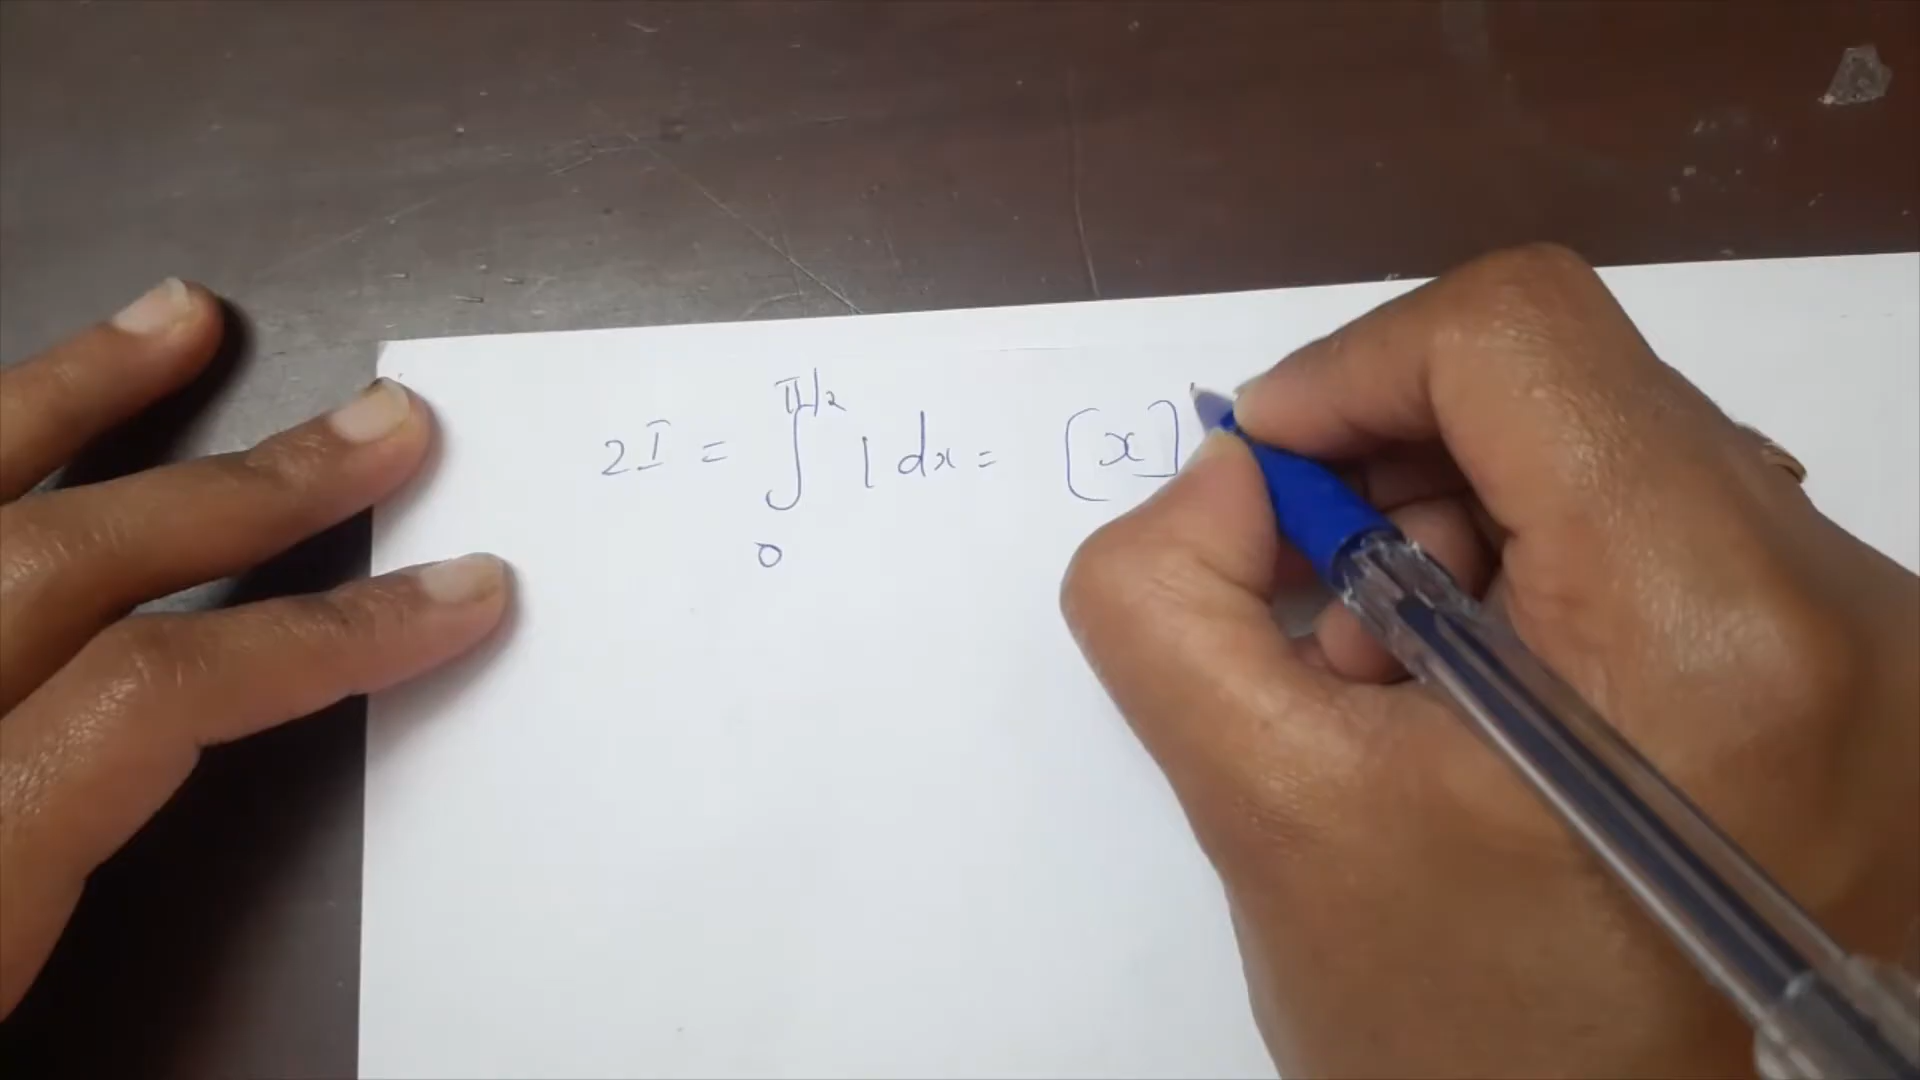 2I = ∫₀^π/2 1 dx = [x]